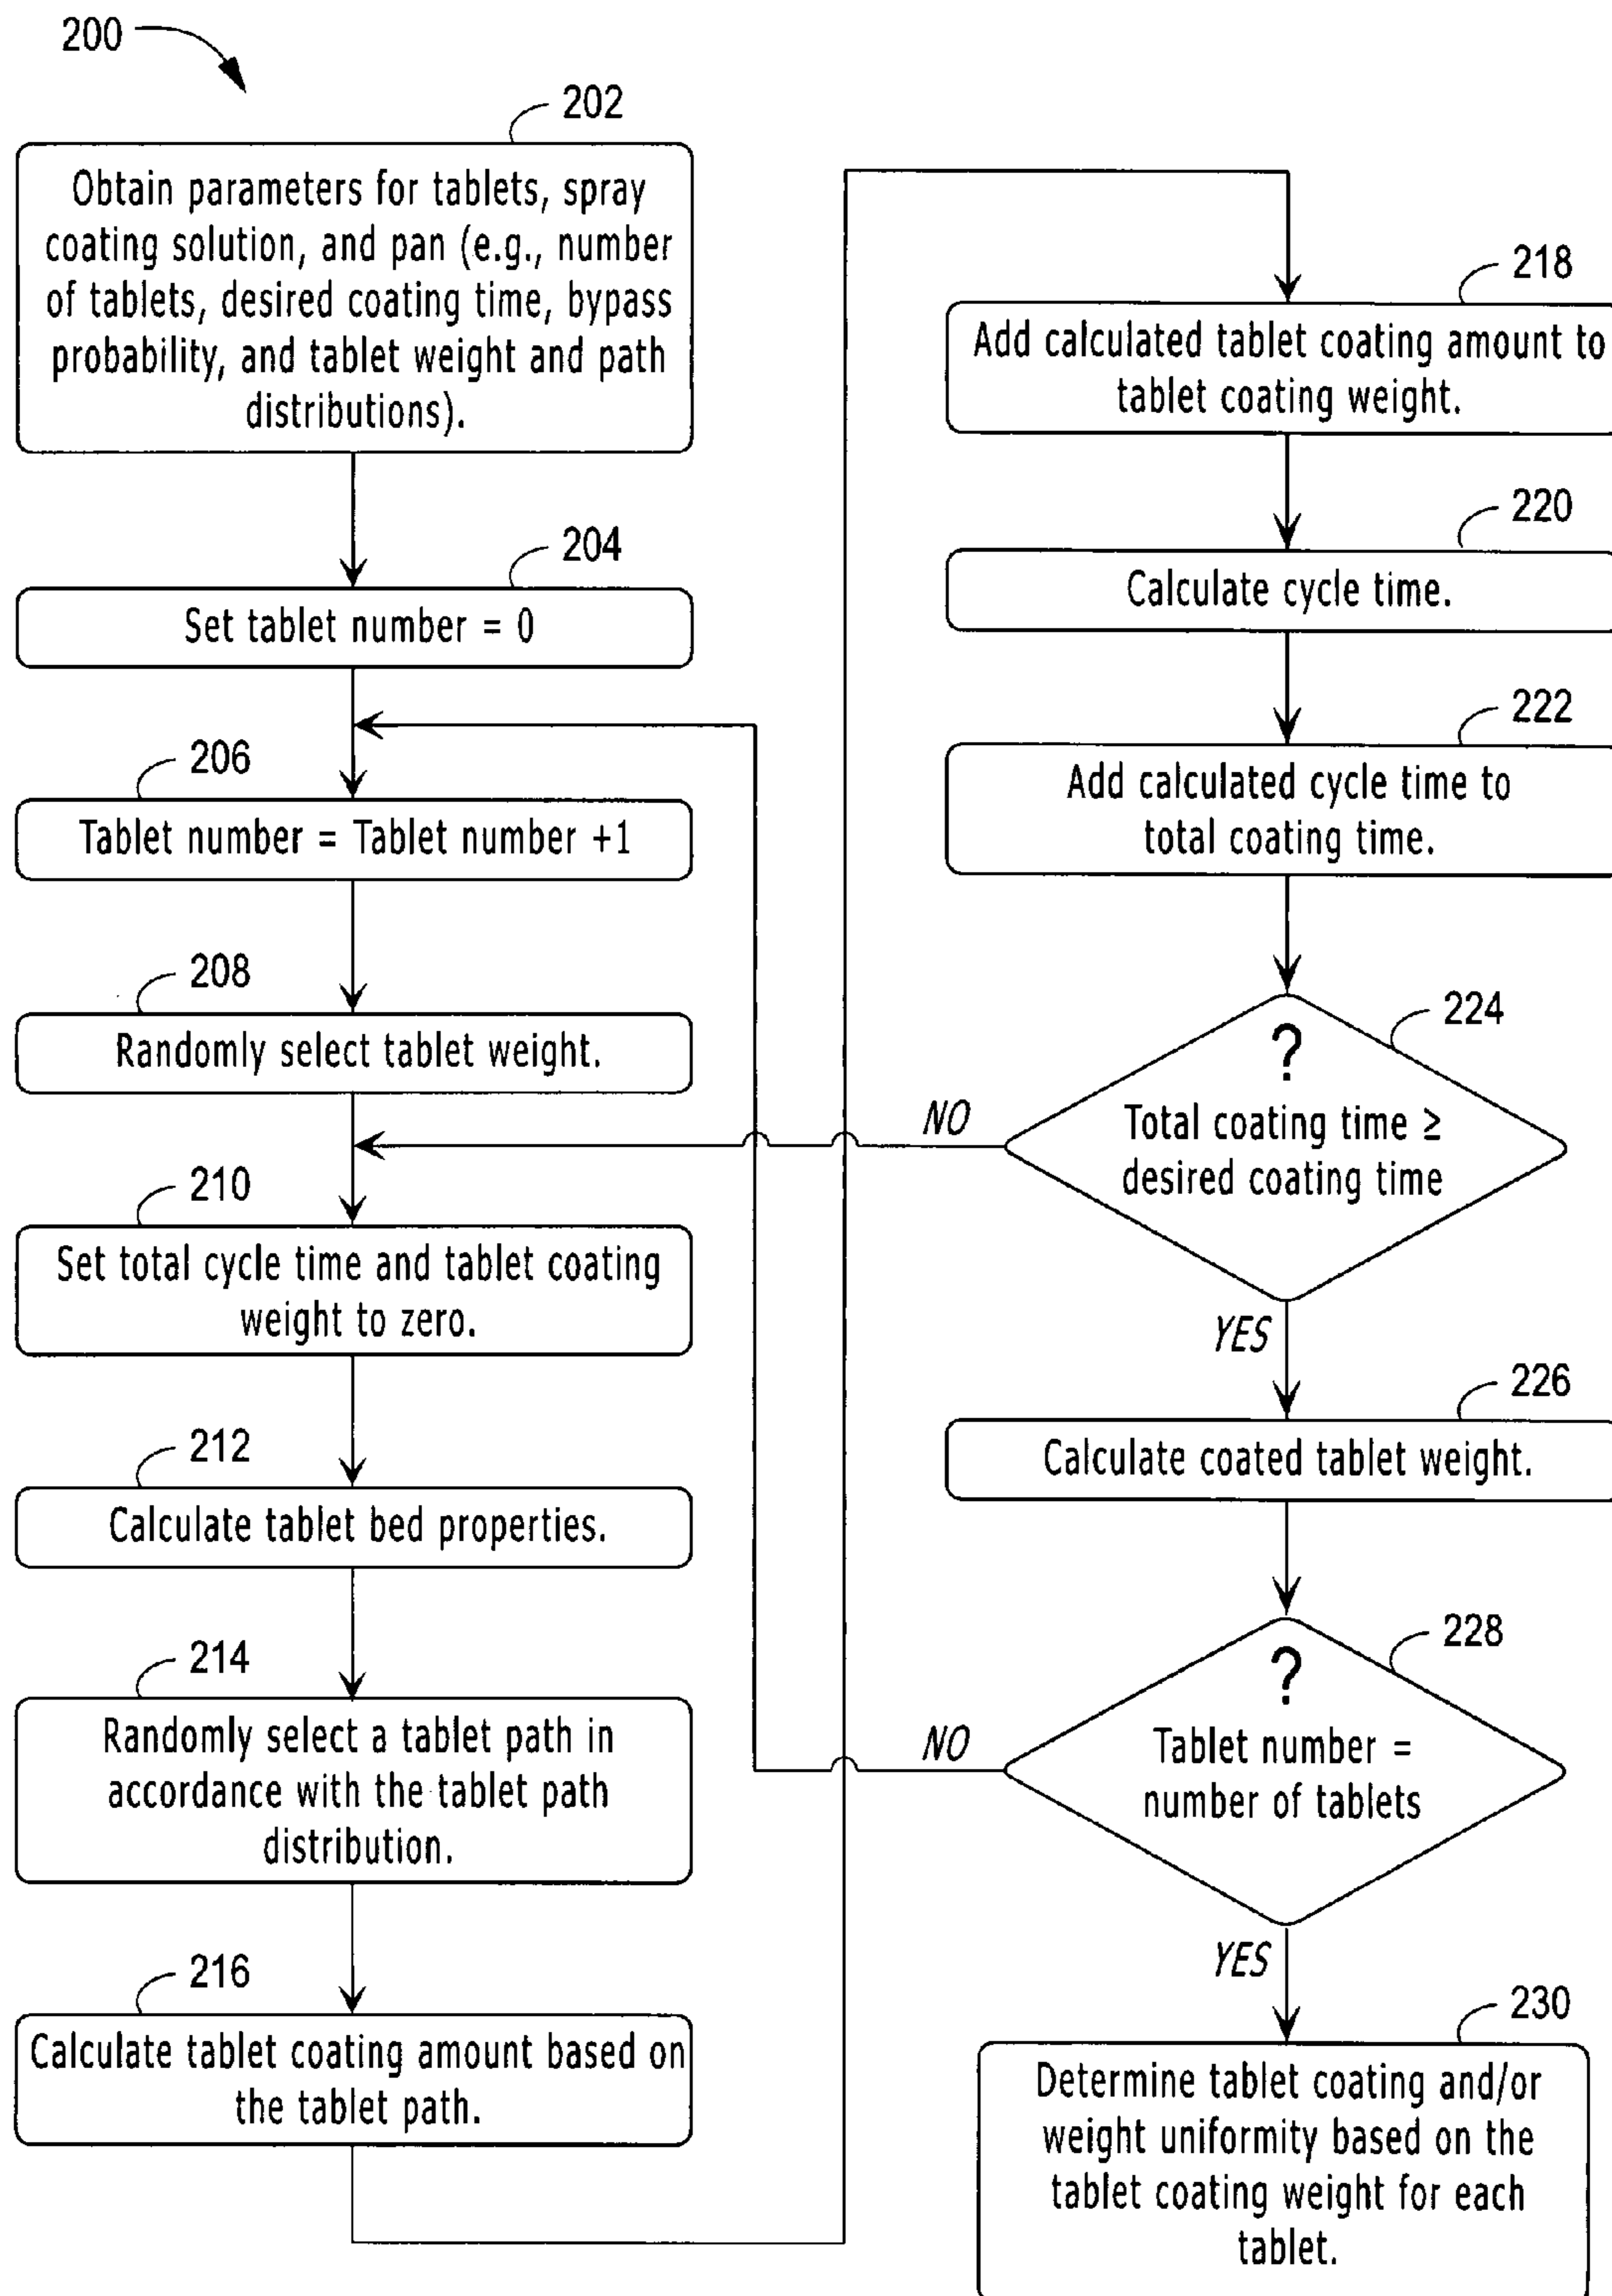 200
202
Obtain parameters for tablets, spray
coating solution, and pan (e.g., number
of tablets, desired coating time, bypass
probability, and tablet weight and path
distributions).
204
Set tablet number = 0
206
Tablet number = Tablet number +1
208
Randomly select tablet weight.
210
Set total cycle time and tablet coating
weight to zero.
212
Calculate tablet bed properties.
214
Randomly select a tablet path in
accordance with the tablet path
distribution.
216
Calculate tablet coating amount based on
the tablet path.
218
Add calculated tablet coating amount to
tablet coating weight.
220
Calculate cycle time.
222
Add calculated cycle time to
total coating time.
224
?
Total coating time ≥
desired coating time
NO
YES
226
Calculate coated tablet weight.
228
?
Tablet number =
number of tablets
NO
YES
230
Determine tablet coating and/or
weight uniformity based on the
tablet coating weight for each
tablet.